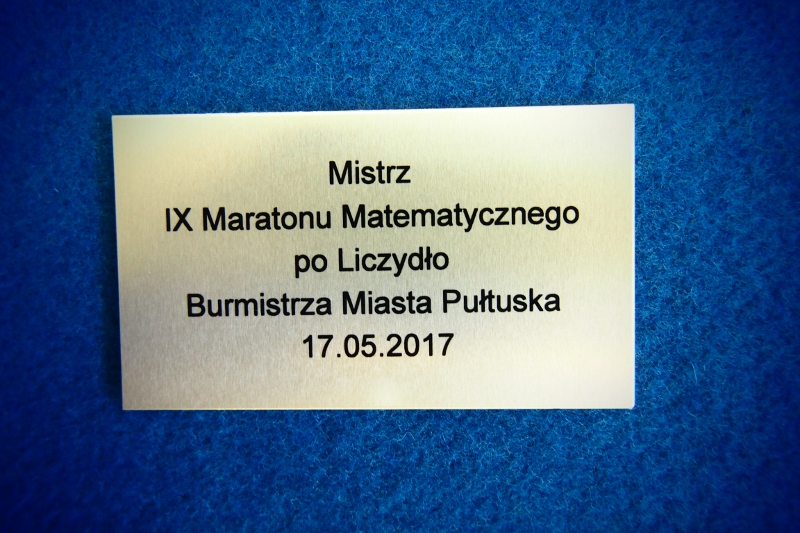 Mistrz
IX Maratonu Matematycznego
po Liczydło
Burmistrza Miasta Pułtuska
17.05.2017